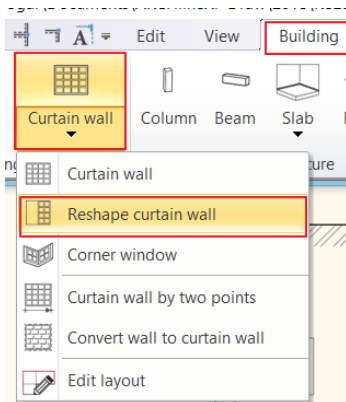 A
Edit View Building
Curtain wall Column Beam Slab
ture
Curtain wall
Reshape curtain wall
Corner window
Curtain wall by two points
Convert wall to curtain wall
Edit layout